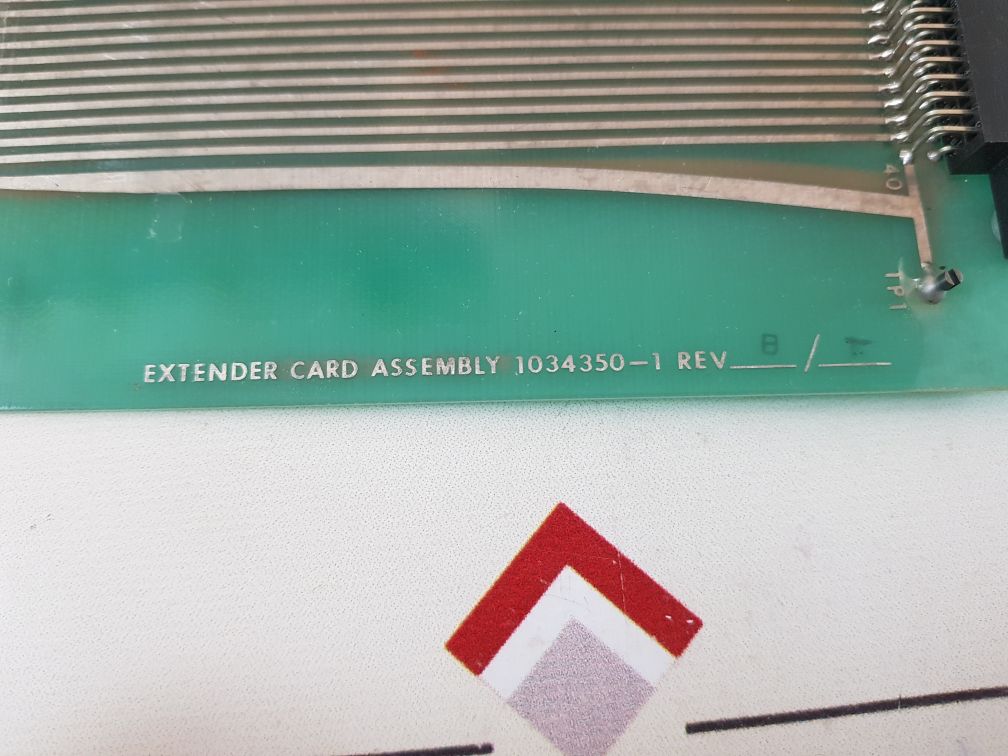 40
TP1
EXTENDER CARD ASSEMBLY 1034350-1 REV B /